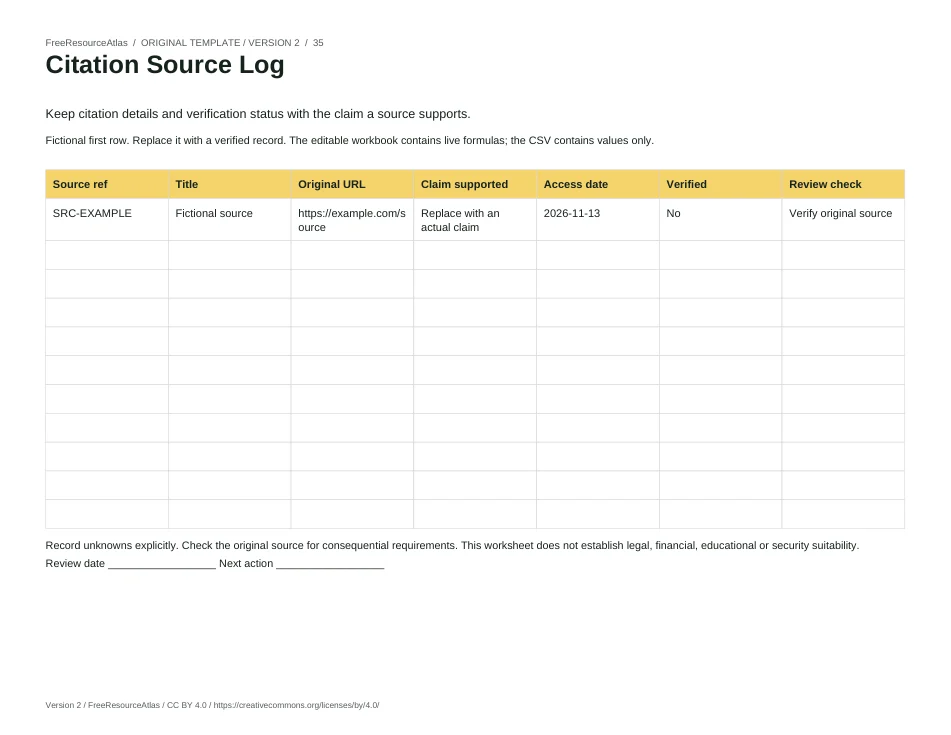 FreeResourceAtlas / ORIGINAL TEMPLATE / VERSION 2 / 35
Citation Source Log
Keep citation details and verification status with the claim a source supports.
Fictional first row. Replace it with a verified record. The editable workbook contains live formulas; the CSV contains values only.
Source ref Title Original URL Claim supported Access date Verified Review check
SRC-EXAMPLE Fictional source https://example.com/s Replace with an 2026-11-13 No Verify original source
ource actual claim
Record unknowns explicitly. Check the original source for consequential requirements. This worksheet does not establish legal, financial, educational or security suitability.
Review date __________________ Next action __________________
Version 2 / FreeResourceAtlas / CC BY 4.0 / https://creativecommons.org/licenses/by/4.0/